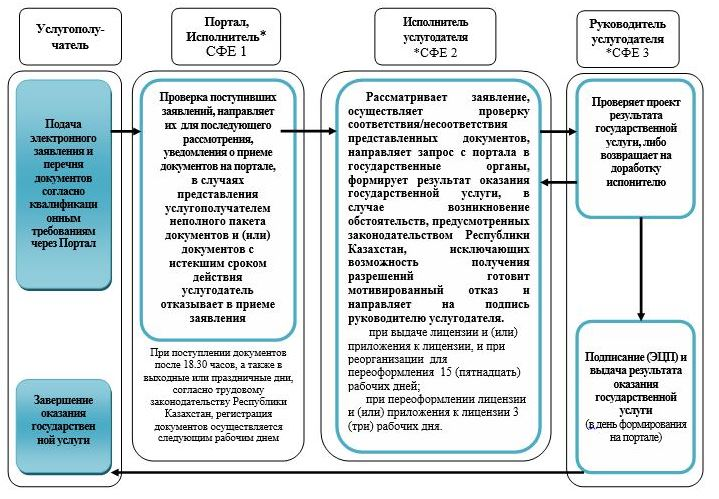 Услугополу-
чатель
Портал,
Исполнитель*
СФЕ 1
Исполнитель
услугодателя
*СФЕ 2
Руководитель
услугодателя
*СФЕ 3
Подача
электронного
заявления и
перечня
документов
согласно
квалификаци
онным
требованиям
через Портал
Проверка поступивших
заявлений, направляет
их для последующего
рассмотрения,
уведомления о приеме
документов на портале,
в случаях
представления
услугополучателем
неполного пакета
документов и (или)
документов с
истекшим сроком
действия
услугодатель
отказывает в приеме
заявления
При поступлении документов
после 18.30 часов, а также в
выходные или праздничные дни,
согласно трудовому
законодательству Республики
Казахстан, регистрация
документов осуществляется
следующим рабочим днем
Рассматривает заявление,
осуществляет проверку
соответствия/несоответствия
представленных документов,
направляет запрос с портала в
государственные органы,
формирует результат оказания
государственной услуги, в
случае возникновение
обстоятельств, предусмотренных
законодательством Республики
Казахстан, исключающих
возможность получения
разрешений готовит
мотивированный отказ и
направляет на подпись
руководителю услугодателя.
при выдаче лицензии и (или)
приложения к лицензии, и при
реорганизации для
переоформления 15 (пятнадцать)
рабочих дней;
при переоформлении лицензии
и (или) приложения к лицензии 3
(три) рабочих дня.
Проверяет проект
результата
государственной
услуги, либо
возвращает на
доработку
испонителю
Подписание (ЭЦП) и
выдача результата
оказания
государственной
услуги
(в день формирования
на портале)
Завершение
оказания
государствен
ной услуги